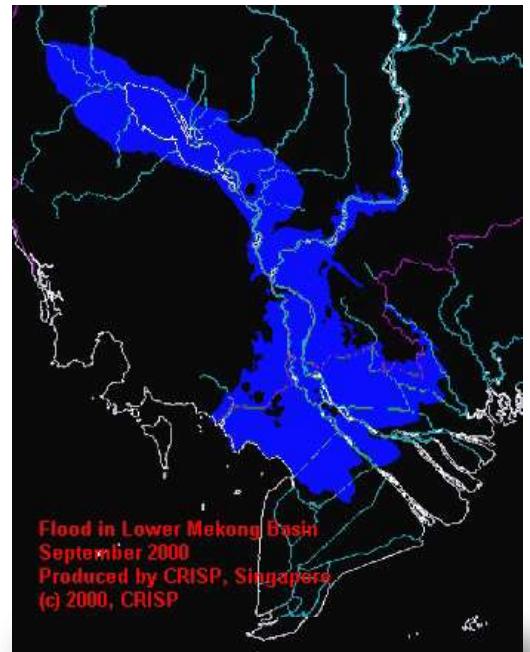 Flood in Lower Mekong Basin
September 2000
Produced by CRISP, Singapore
(c) 2000, CRISP